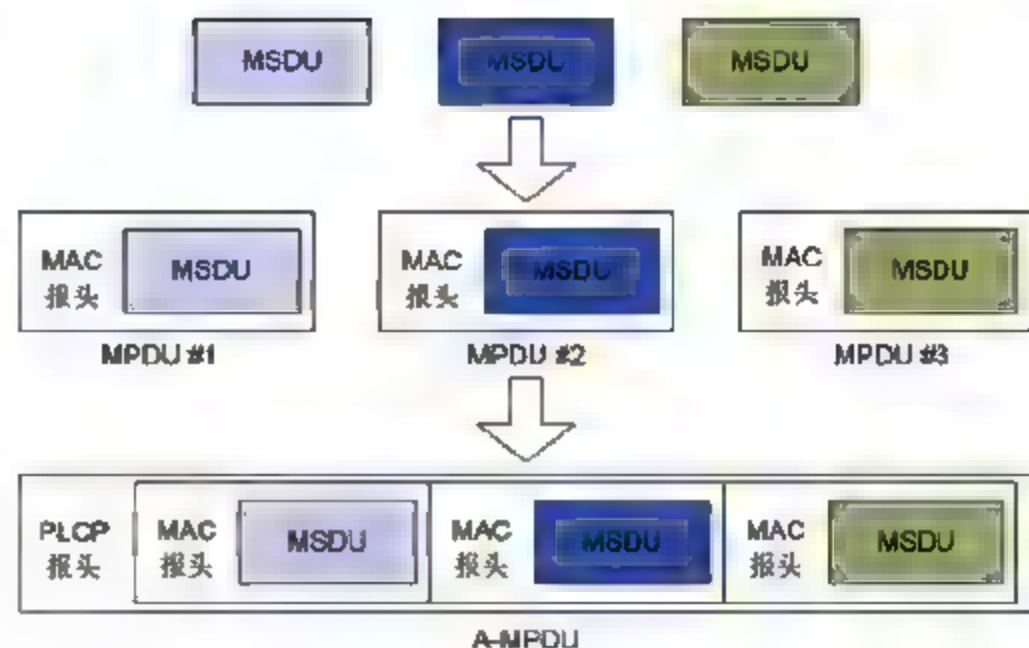 MSDU
MSDU
MSDU
MAC
报头
MSDU
MAC
报头
MSDU
MAC
报头
MSDU
MPDU #1
MPDU #2
MPDU #3
PLCP
报头
MAC
报头
MSDU
MAC
报头
MSDU
MAC
报头
MSDU
A-MPDU